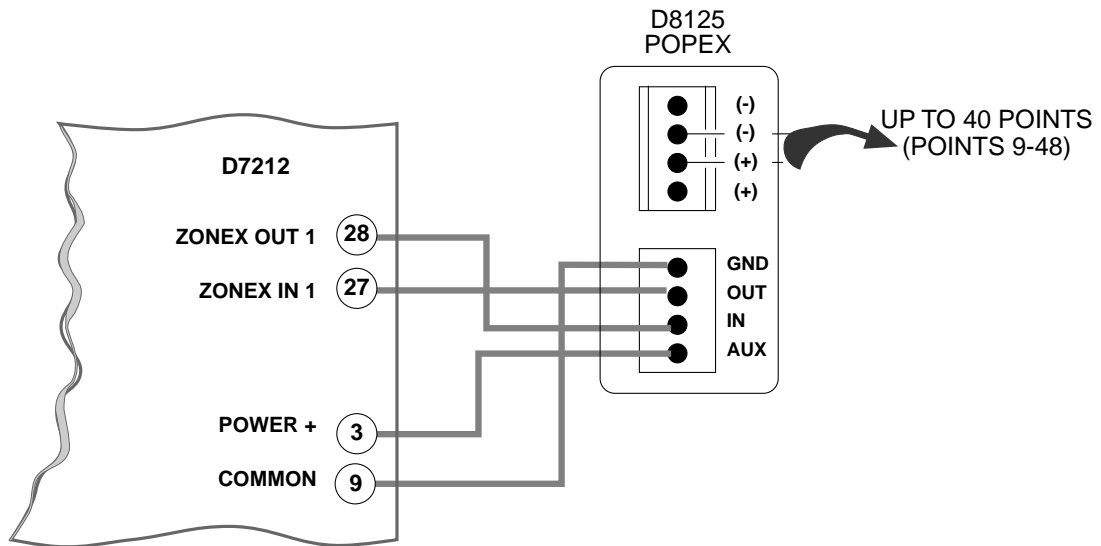 D8125
POPEX
(-)
(-)
(+)
(+)
UP TO 40 POINTS
(POINTS 9-48)
D7212
ZONEX OUT 1 28
ZONEX IN 1 27
GND
OUT
IN
AUX
POWER + 3
COMMON 9